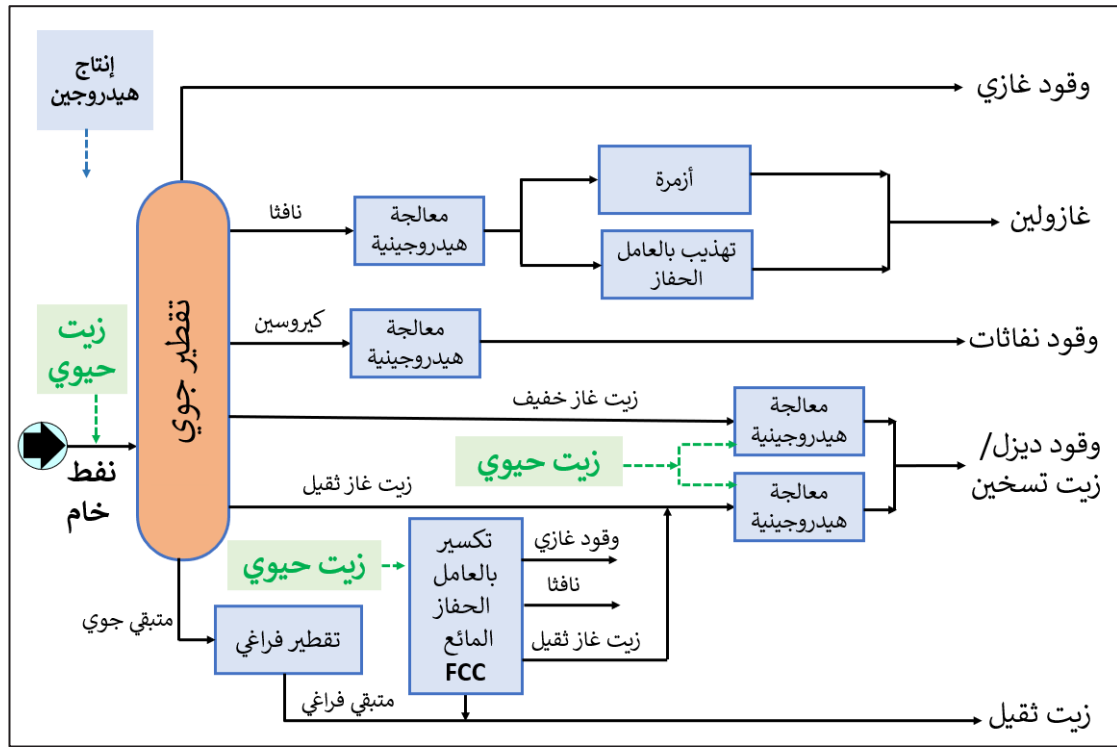 إنتاج
هيدروجين
وقود غازي
نافثا
معالجة
هيدروجينية
أزمرة
تهذيب بالعامل
الحفاز
غازولين
تقطير جوي
كيروسين
معالجة
هيدروجينية
وقود نفاثات
زيت
حيوي
نفط
خام
زيت غاز خفيف
معالجة
هيدروجينية
زيت حيوي
وقود ديزل/
زيت تسخين
زيت غاز ثقيل
معالجة
هيدروجينية
زيت حيوي
تكسير
بالعامل
الحفاز
المائع
FCC
وقود غازي
نافثا
زيت غاز ثقيل
متبقي جوي
تقطير فراغي
متبقي فراغي
زيت ثقيل